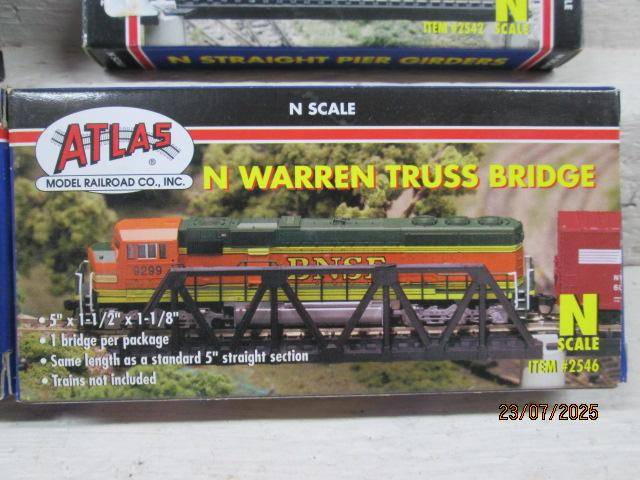 N
ITEM #2542 SCALE
N STRAIGHT PIER GIRDERS
N SCALE
ATLAS®
MODEL RAILROAD CO., INC.
N WARREN TRUSS BRIDGE
9299
BNSF
• 5" x 1-1/2" x 1-1/8"
• 1 bridge per package
• Same length as a standard 5" straight section
• Trains not included
N
SCALE
ITEM #2546
23/07/2025